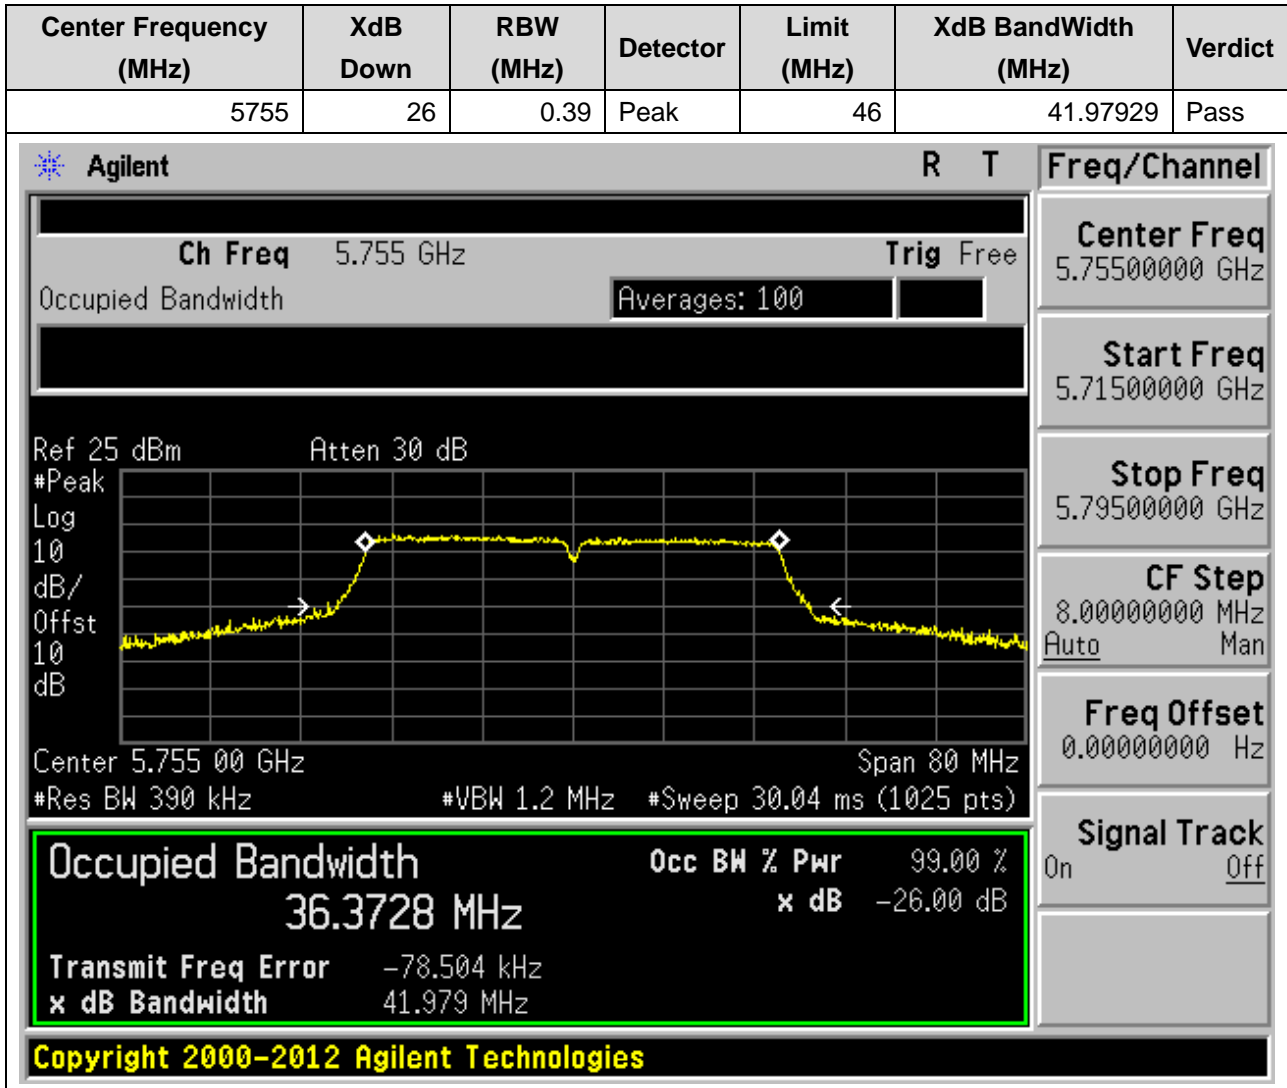 Center Frequency (MHz) XdB Down RBW (MHz) Detector Limit (MHz) XdB BandWidth (MHz) Verdict
5755 26 0.39 Peak 46 41.97929 Pass
Agilent R T
Ch Freq 5.755 GHz Trig Free
Occupied Bandwidth Averages: 100
Ref 25 dBm Atten 30 dB
#Peak
Log
10
dB/
Offst
10
dB
Center 5.755 00 GHz Span 80 MHz
#Res BW 390 kHz #VBW 1.2 MHz #Sweep 30.04 ms (1025 pts)
Occupied Bandwidth Occ BW % Pwr 99.00 %
36.3728 MHz x dB -26.00 dB
Transmit Freq Error -78.504 kHz
x dB Bandwidth 41.979 MHz
Copyright 2000-2012 Agilent Technologies
Freq/Channel
Center Freq
5.75500000 GHz
Start Freq
5.71500000 GHz
Stop Freq
5.79500000 GHz
CF Step
8.00000000 MHz
Auto Man
Freq Offset
0.00000000 Hz
Signal Track
On Off